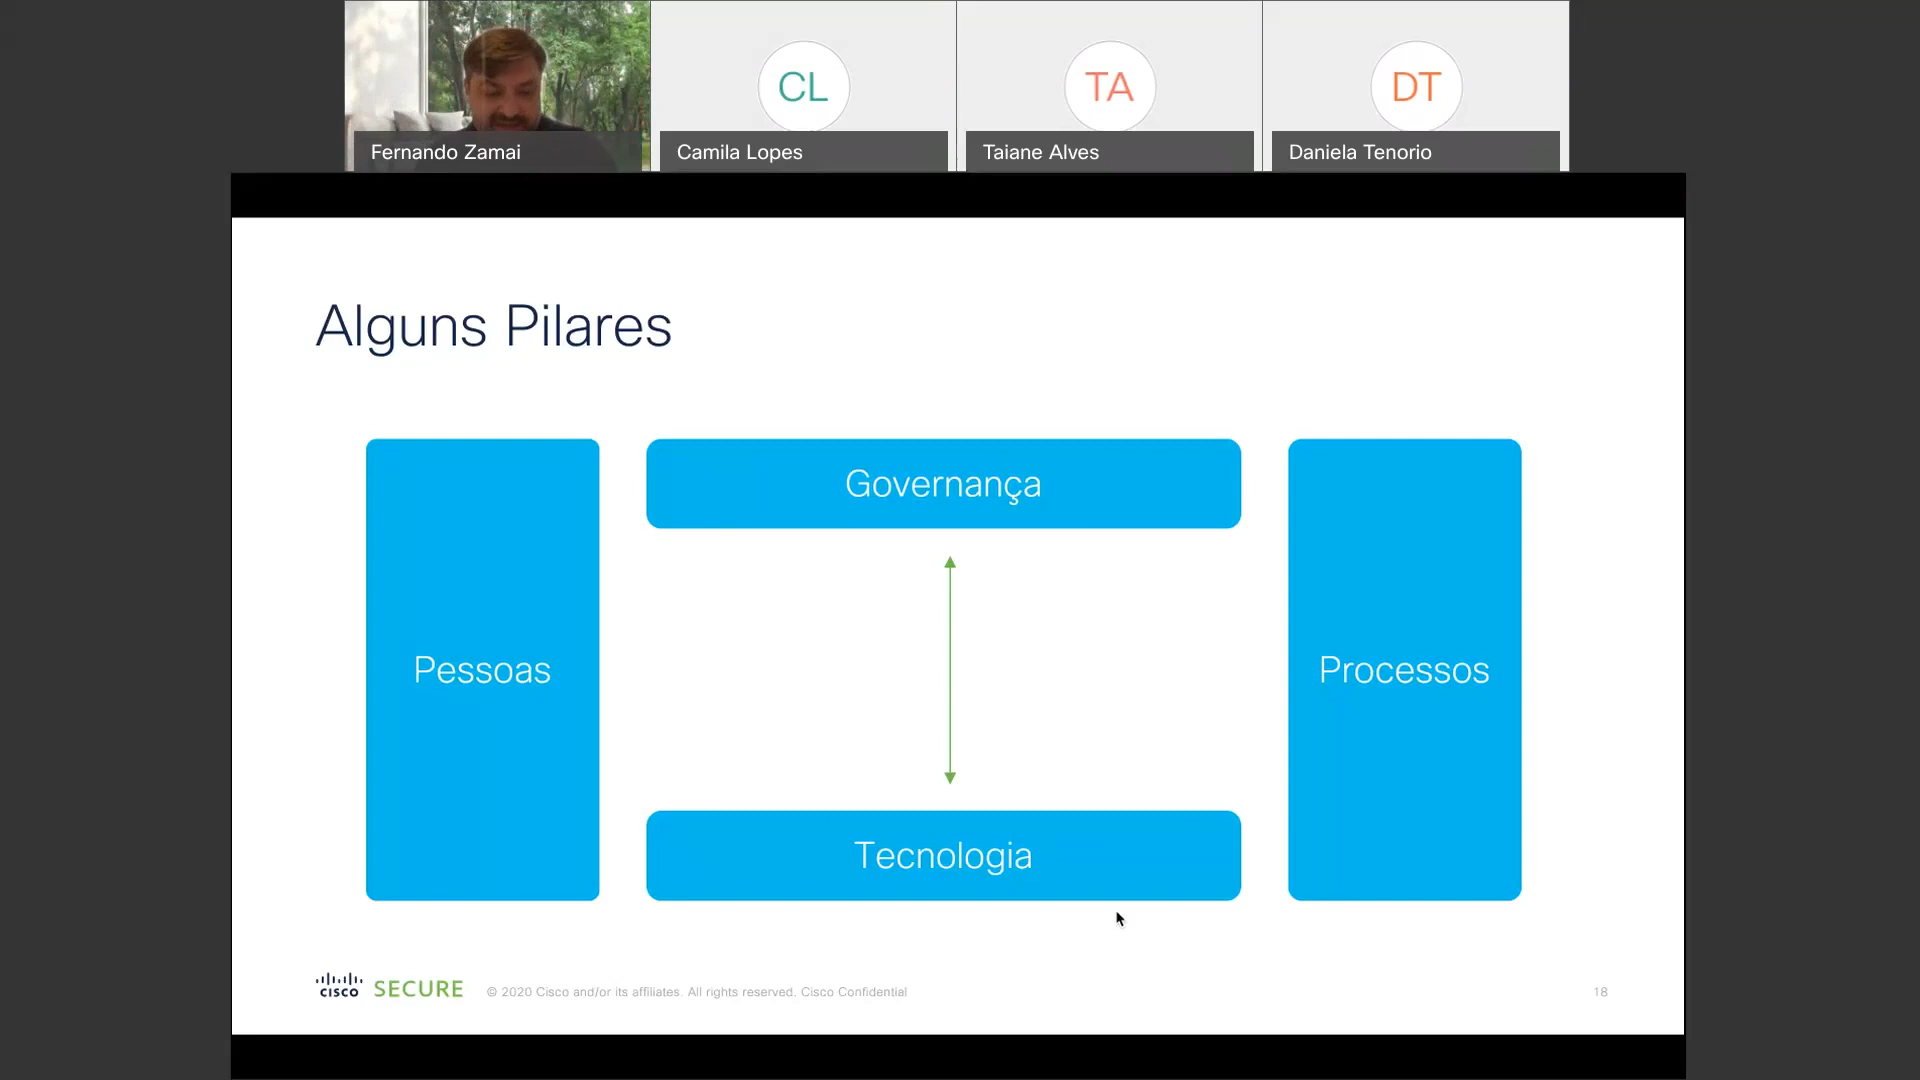 CL
TA
DT
Fernando Zamai
Camila Lopes
Taiane Alves
Daniela Tenorio
Alguns Pilares
Governança
Pessoas
Processos
Tecnologia
CISCO SECURE
© 2020 Cisco and/or its affiliates. All rights reserved. Cisco Confidential
18